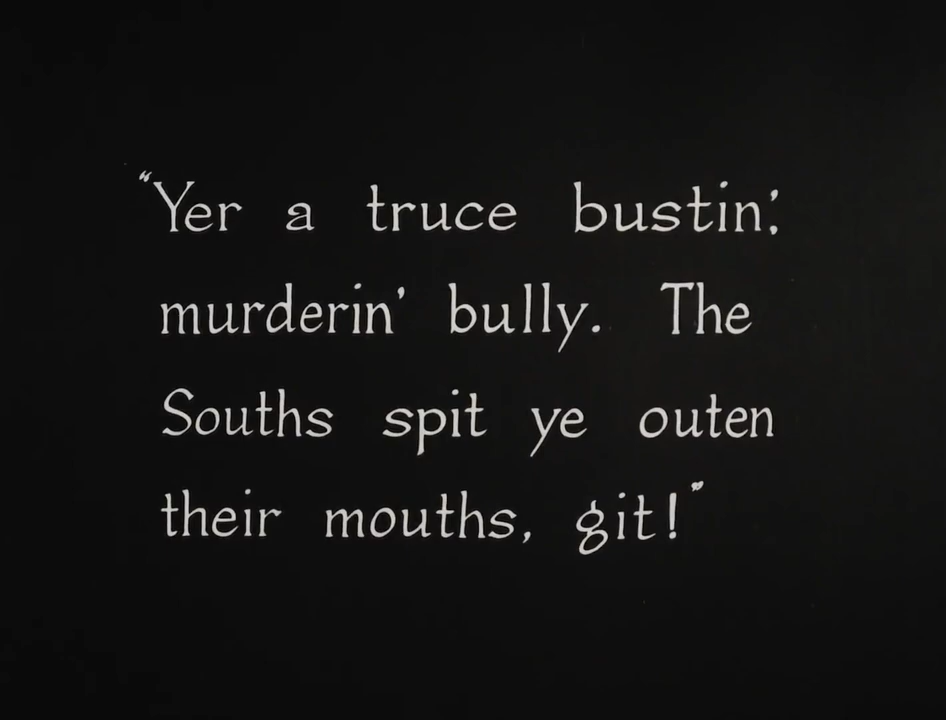 "Yer a truce bustin',
murderin' bully. The
Souths spit ye outen
their mouths, git!"